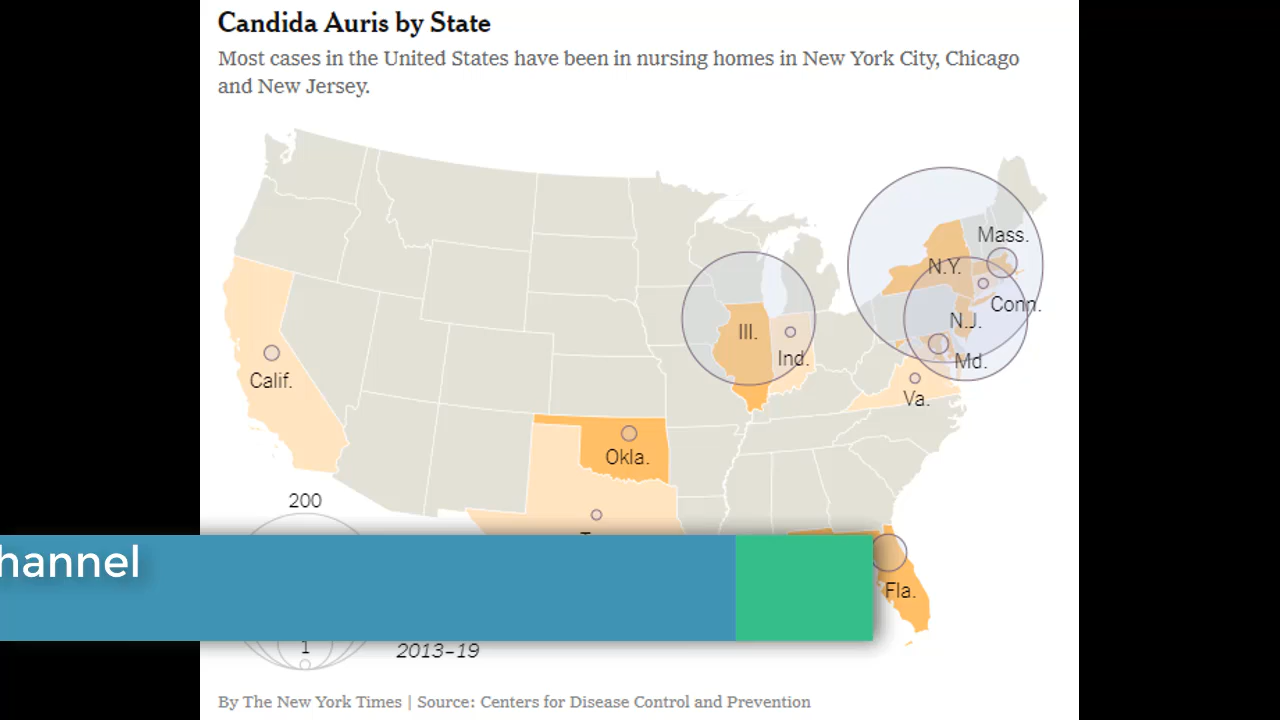 Candida Auris by State
Most cases in the United States have been in nursing homes in New York City, Chicago
and New Jersey.
Mass.
N.Y.
Conn.
N.J.
Ill.
Ind.
Md.
Calif.
Va.
Okla.
200
hannel
Fla.
1
2013–19
By The New York Times | Source: Centers for Disease Control and Prevention